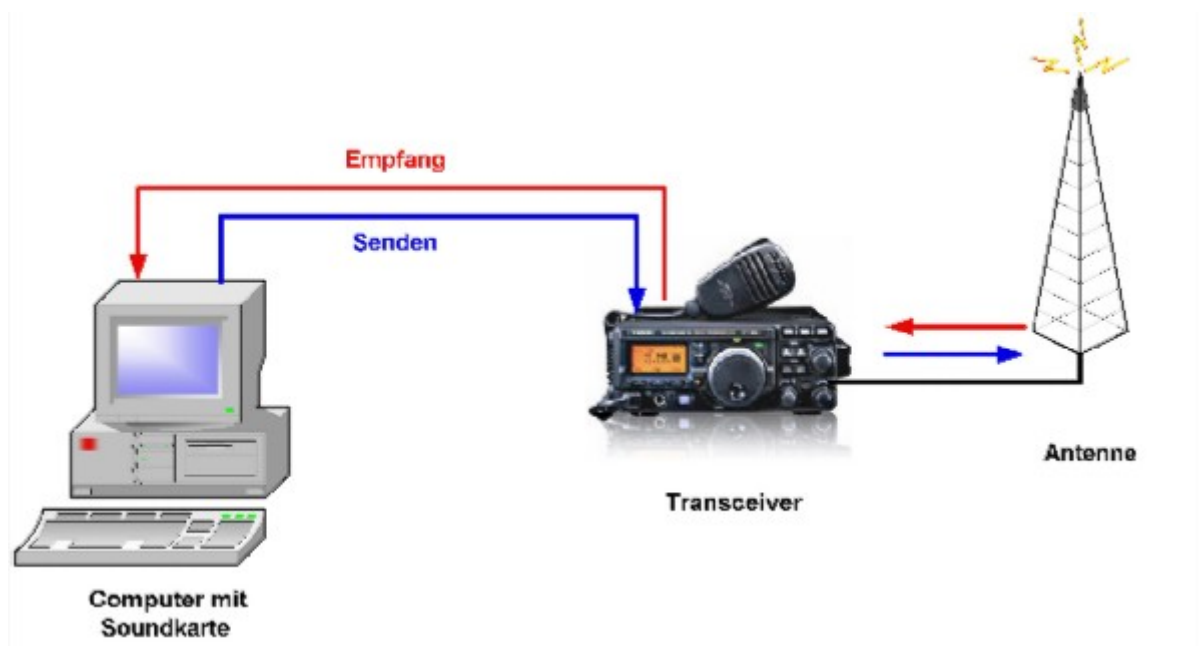 Empfang
Senden
Antenne
Transceiver
Computer mit
Soundkarte